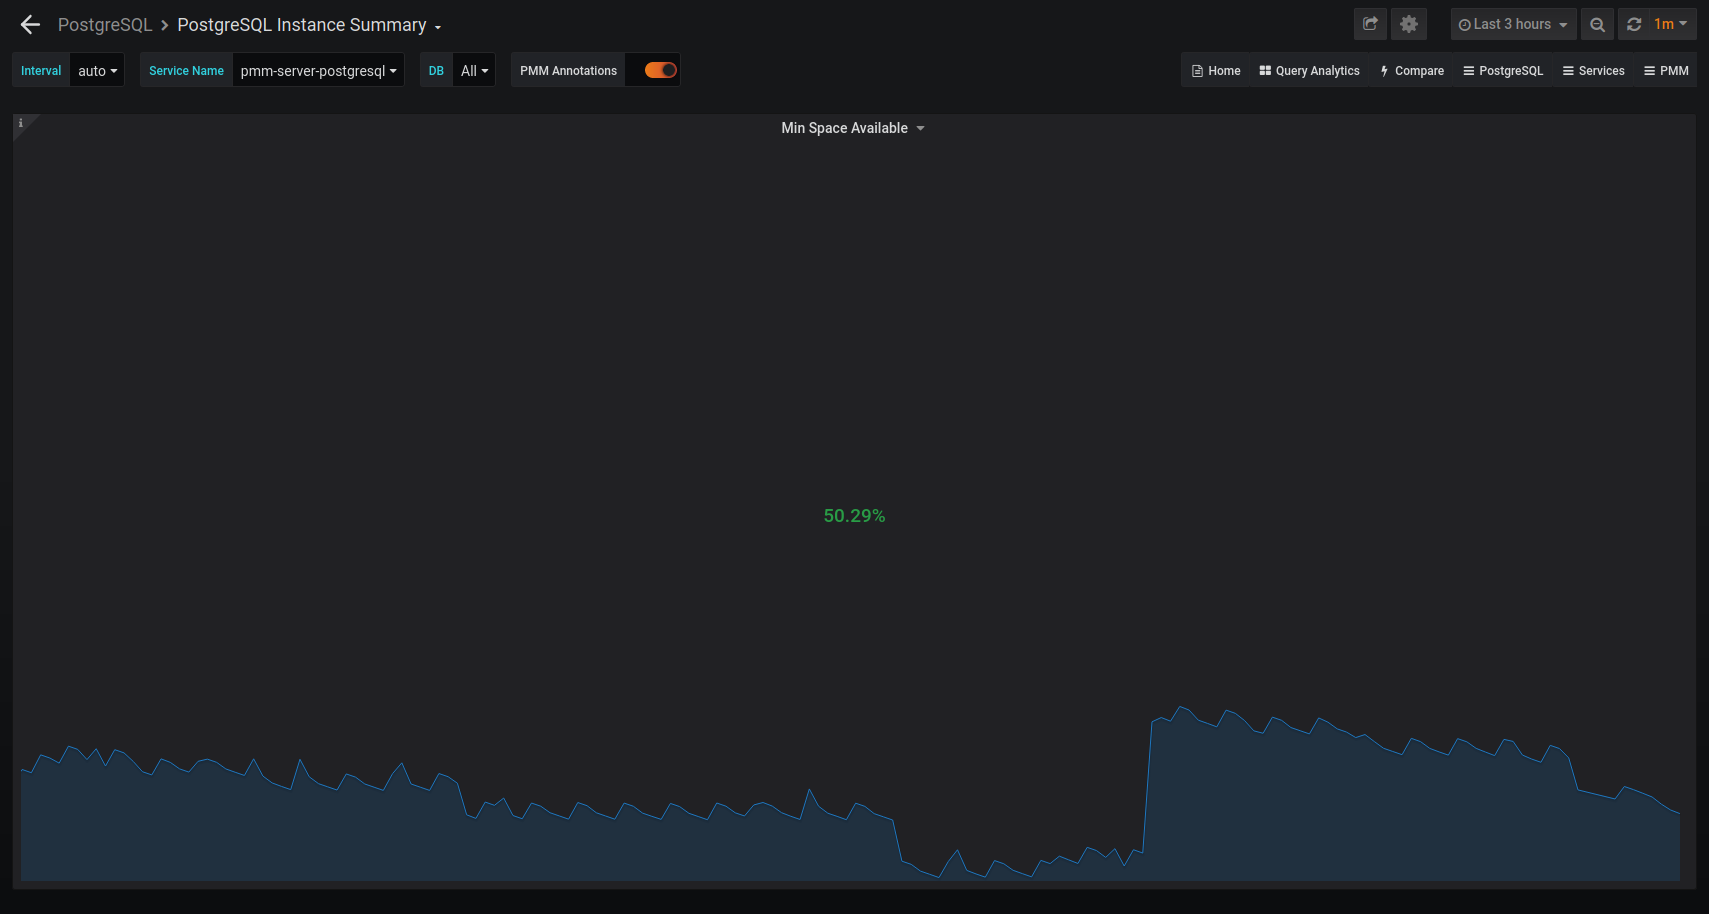 PostgreSQL > PostgreSQL Instance Summary
Last 3 hours
1m
Interval auto
Service Name pmm-server-postgresql
DB All
PMM Annotations
Home
Query Analytics
Compare
PostgreSQL
Services
PMM
i
Min Space Available
50.29%